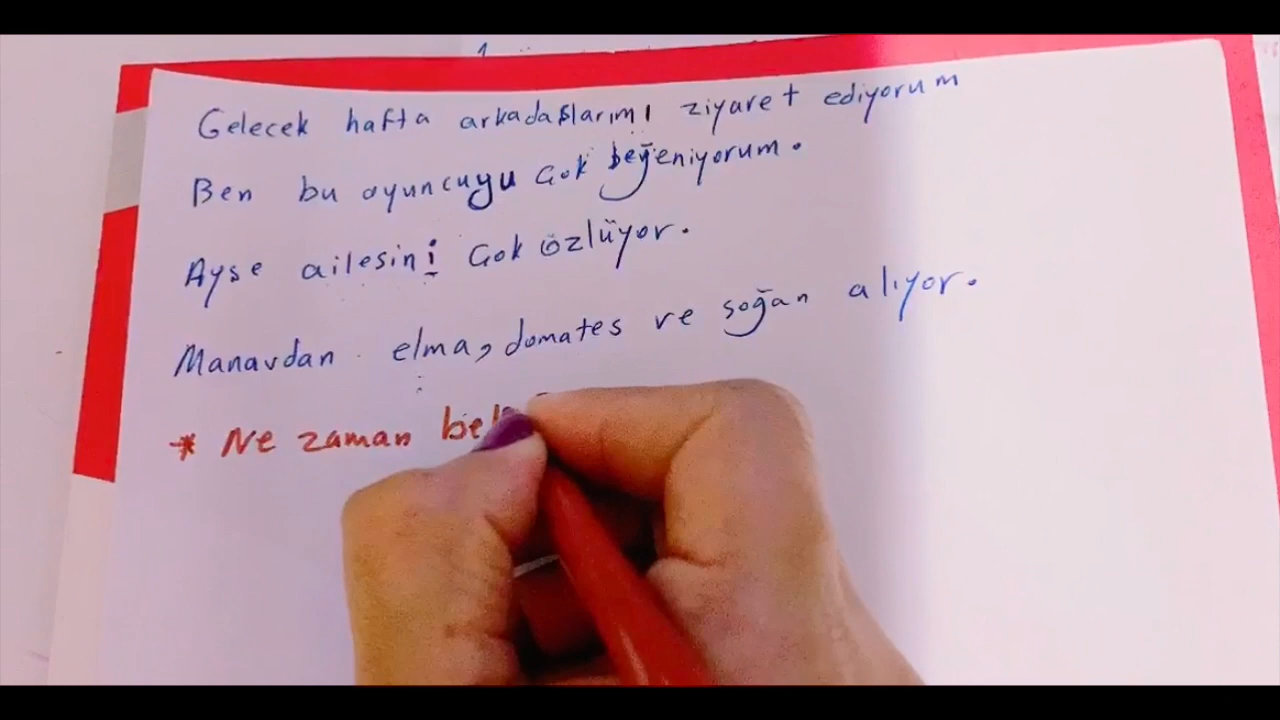 Gelecek hafta arkadaşlarımı ziyaret ediyorum
Ben bu oyuncuyu çok beğeniyorum.
Ayşe ailesini çok özlüyor.
Manavdan elma, domates ve soğan alıyor.
* Ne zaman